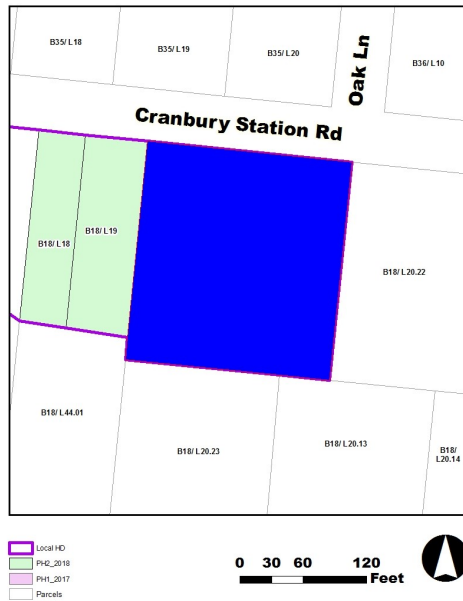 B35/ L18
B35/ L19
B35/ L20
Oak Ln
B36/ L10
Cranbury Station Rd
B18/ L18
B18/ L19
B18/ L20.22
B18/ L44.01
B18/ L20.23
B18/ L20.13
B18/
L20.14
Local HD
PH2_2018
PH1_2017
Parcels
0 30 60 120
Feet